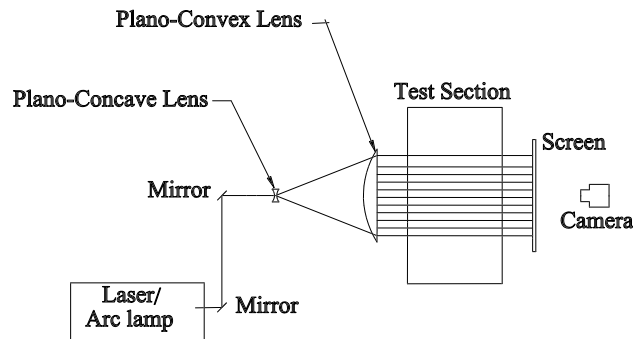 Plano-Convex Lens
Plano-Concave Lens
Test Section
Screen
Mirror
Camera
Laser/
Arc lamp
Mirror